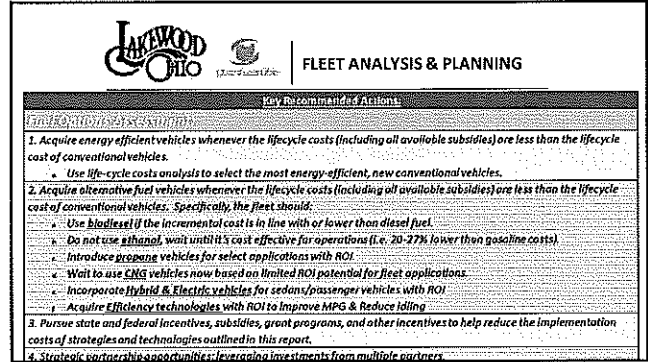 LAKEWOOD
OHIO
FLEET ANALYSIS & PLANNING
Key Recommended Actions:
Fuel Options Assessment:
1. Acquire energy efficient vehicles whenever the lifecycle costs (including all available subsidies) are less than the lifecycle
cost of conventional vehicles.
• Use life-cycle costs analysis to select the most energy-efficient, new conventional vehicles.
2. Acquire alternative fuel vehicles whenever the lifecycle costs (including all available subsidies) are less than the lifecycle
cost of conventional vehicles. Specifically, the fleet should:
• Use biodiesel if the incremental cost is in line with or lower than diesel fuel.
• Do not use ethanol, wait until it's cost effective for operations (i.e. 20-27% lower than gasoline costs).
• Introduce propane vehicles for select applications with ROI.
• Wait to use CNG vehicles now based on limited ROI potential for fleet applications.
• Incorporate Hybrid & Electric vehicles for sedans/passenger vehicles with ROI
• Acquire Efficiency technologies with ROI to improve MPG & Reduce idling
3. Pursue state and federal incentives, subsidies, grant programs, and other incentives to help reduce the implementation
costs of strategies and technologies outlined in this report.
4. Strategic partnership opportunities: leveraging investments from multiple partners.